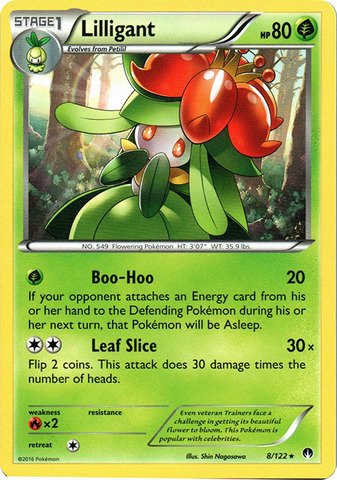 STAGE1
Lilligant
HP80
Evolves from Petilil
NO. 549 Flowering Pokémon HT: 3'07" WT: 35.9 lbs.
Boo-Hoo 20
If your opponent attaches an Energy card from his
or her hand to the Defending Pokémon during his or
her next turn, that Pokémon will be Asleep.
Leaf Slice 30×
Flip 2 coins. This attack does 30 damage times the
number of heads.
weakness resistance
×2
retreat
Even veteran Trainers face a
challenge in getting its beautiful
flower to bloom. This Pokémon is
popular with celebrities.
©2016 Pokémon
Illus. Shin Nagasawa
8/122 ★